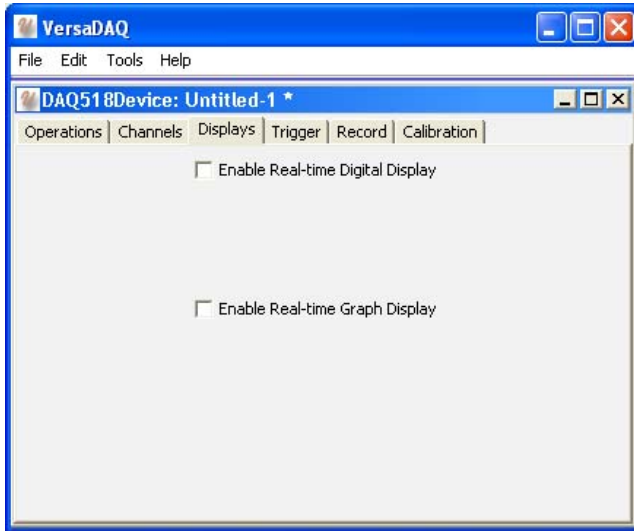 VersaDAQ
File Edit Tools Help
DAQ518Device: Untitled-1 *
Operations Channels Displays Trigger Record Calibration
Enable Real-time Digital Display
Enable Real-time Graph Display